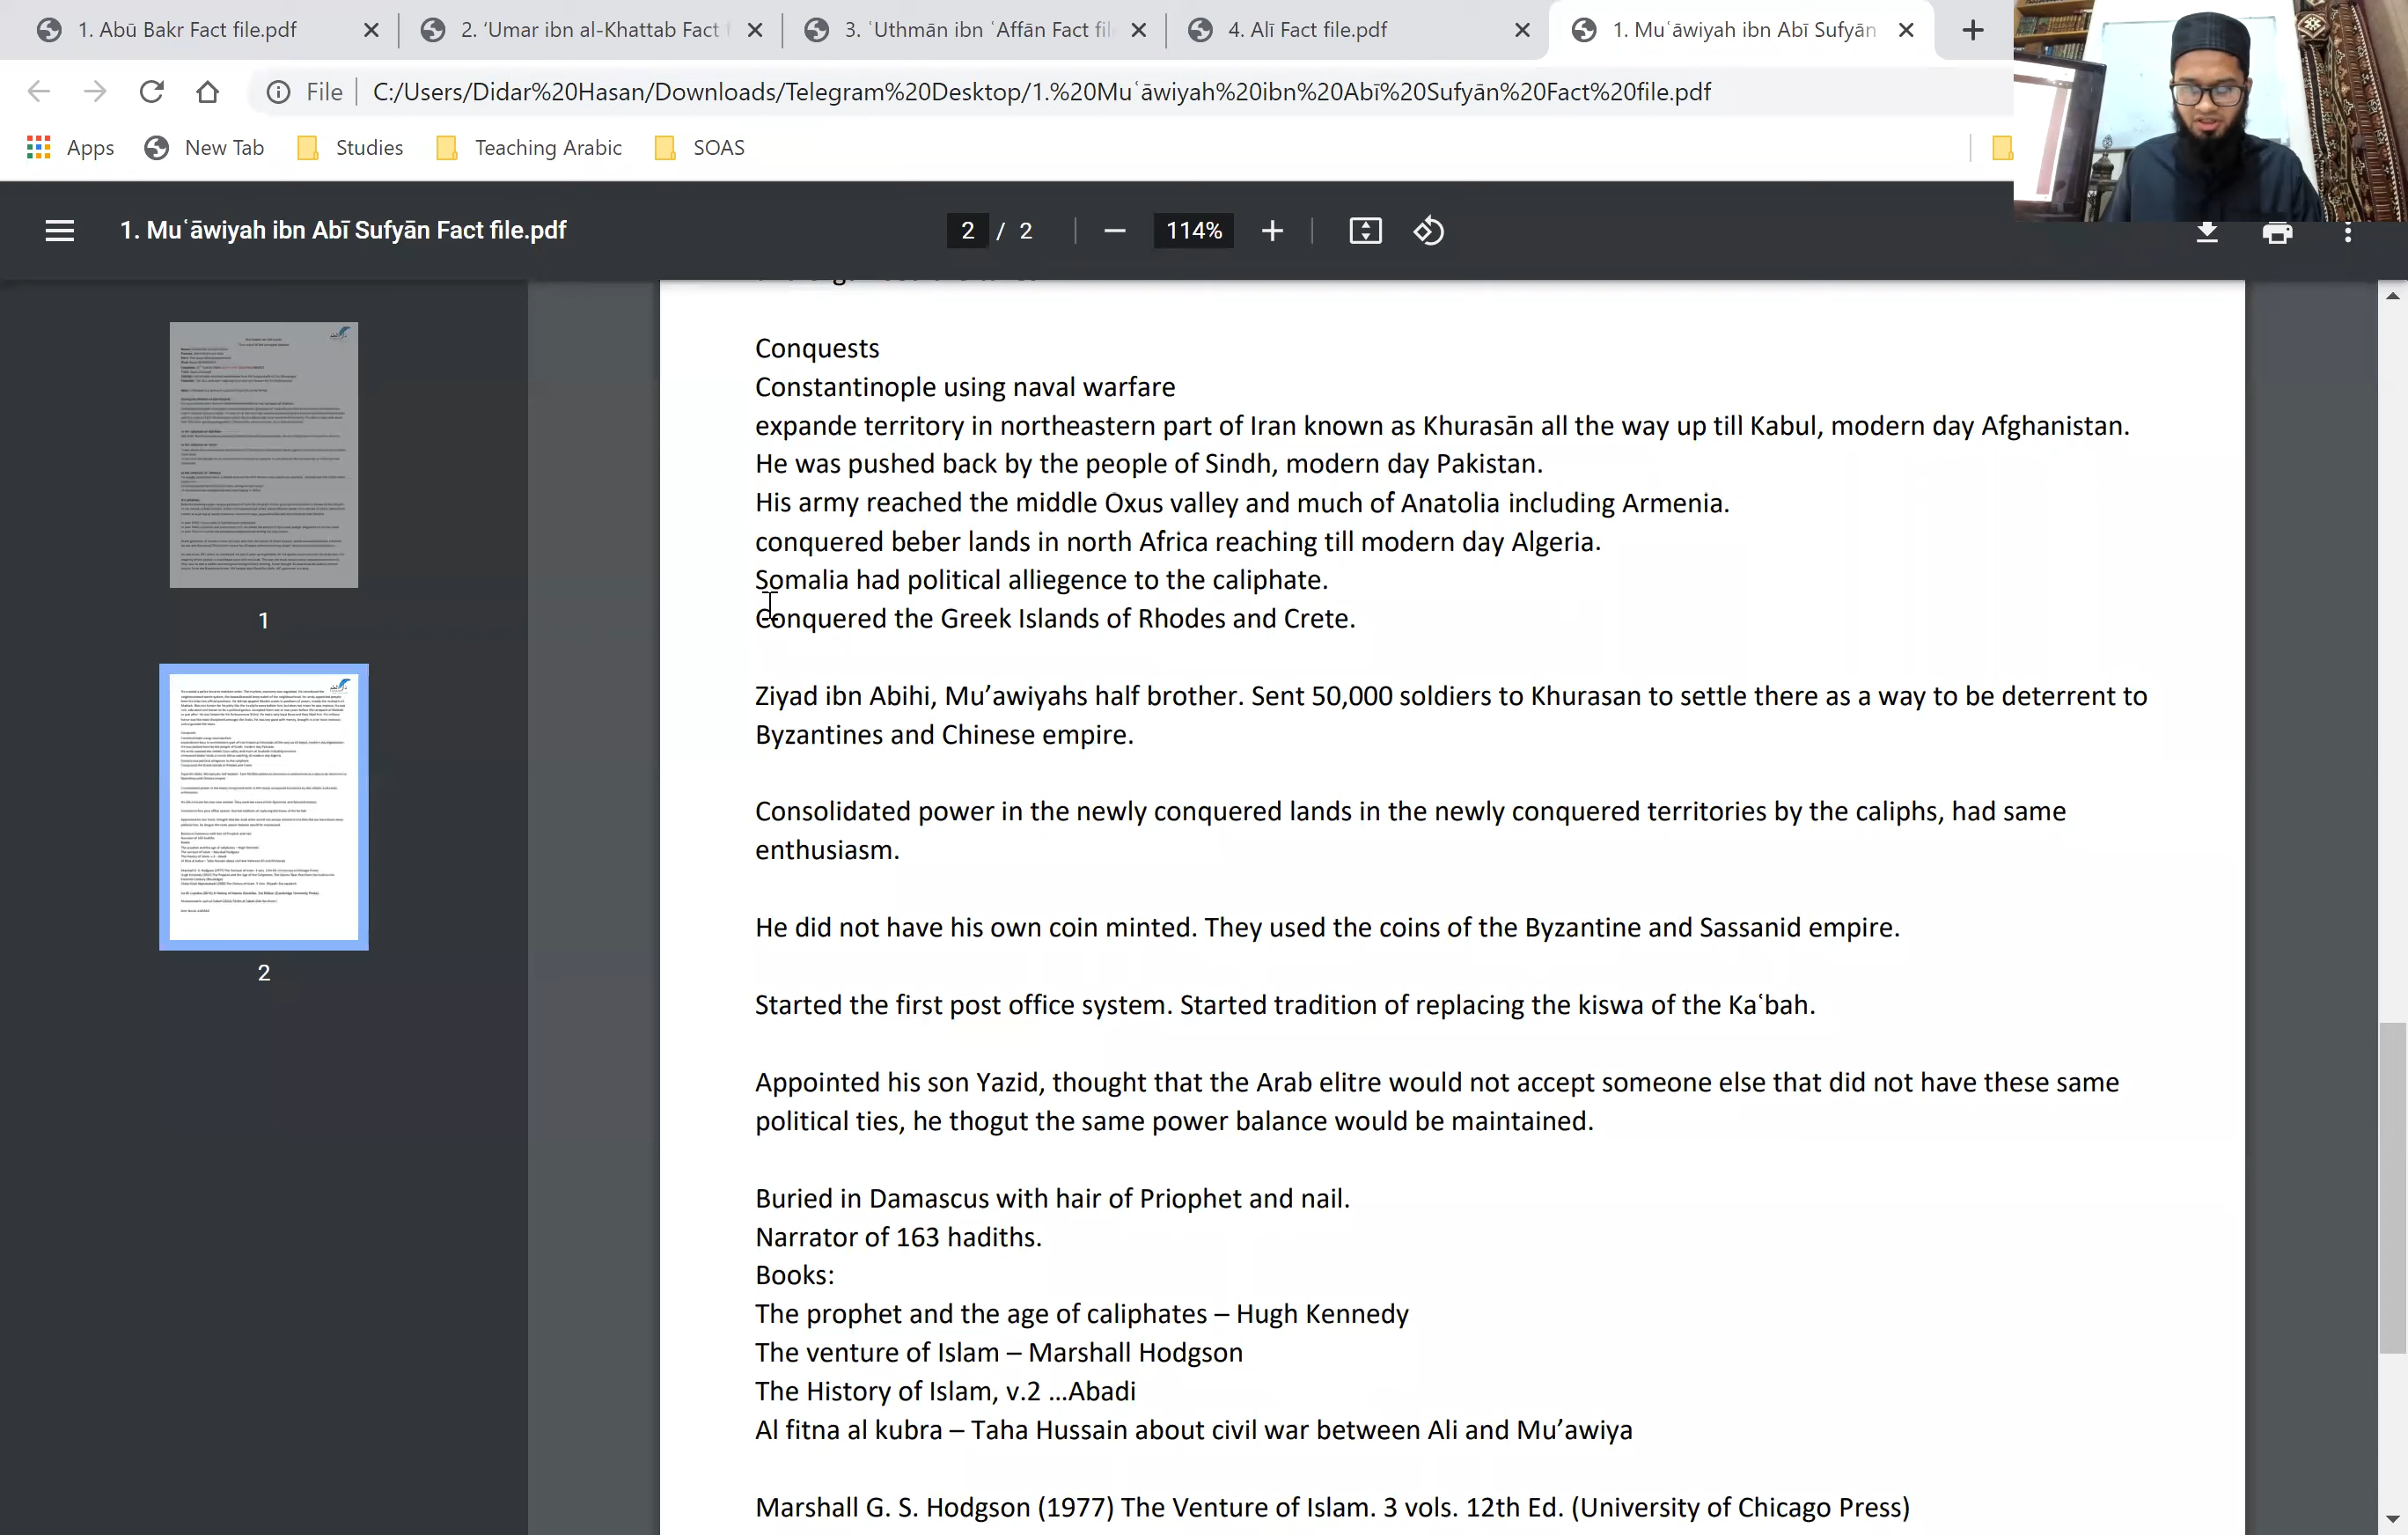 1. Abū Bakr Fact file.pdf
2. ʻUmar ibn al-Khattab Fact f
3. ʿUthmān ibn ʿAffān Fact fil
4. Alī Fact file.pdf
1. Muʿāwiyah ibn Abī Sufyān
File
C:/Users/Didar%20Hasan/Downloads/Telegram%20Desktop/1.%20Muʿāwiyah%20ibn%20Abī%20Sufyān%20Fact%20file.pdf
Apps
New Tab
Studies
Teaching Arabic
SOAS
1. Muʿāwiyah ibn Abī Sufyān Fact file.pdf
2 / 2
114%
1
2
Conquests
Constantinople using naval warfare
expande territory in northeastern part of Iran known as Khurasān all the way up till Kabul, modern day Afghanistan.
He was pushed back by the people of Sindh, modern day Pakistan.
His army reached the middle Oxus valley and much of Anatolia including Armenia.
conquered beber lands in north Africa reaching till modern day Algeria.
Somalia had political alliegence to the caliphate.
Conquered the Greek Islands of Rhodes and Crete.
Ziyad ibn Abihi, Mu’awiyahs half brother. Sent 50,000 soldiers to Khurasan to settle there as a way to be deterrent to
Byzantines and Chinese empire.
Consolidated power in the newly conquered lands in the newly conquered territories by the caliphs, had same
enthusiasm.
He did not have his own coin minted. They used the coins of the Byzantine and Sassanid empire.
Started the first post office system. Started tradition of replacing the kiswa of the Kaʿbah.
Appointed his son Yazid, thought that the Arab elitre would not accept someone else that did not have these same
political ties, he thogut the same power balance would be maintained.
Buried in Damascus with hair of Priophet and nail.
Narrator of 163 hadiths.
Books:
The prophet and the age of caliphates – Hugh Kennedy
The venture of Islam – Marshall Hodgson
The History of Islam, v.2 ...Abadi
Al fitna al kubra – Taha Hussain about civil war between Ali and Mu’awiya
Marshall G. S. Hodgson (1977) The Venture of Islam. 3 vols. 12th Ed. (University of Chicago Press)